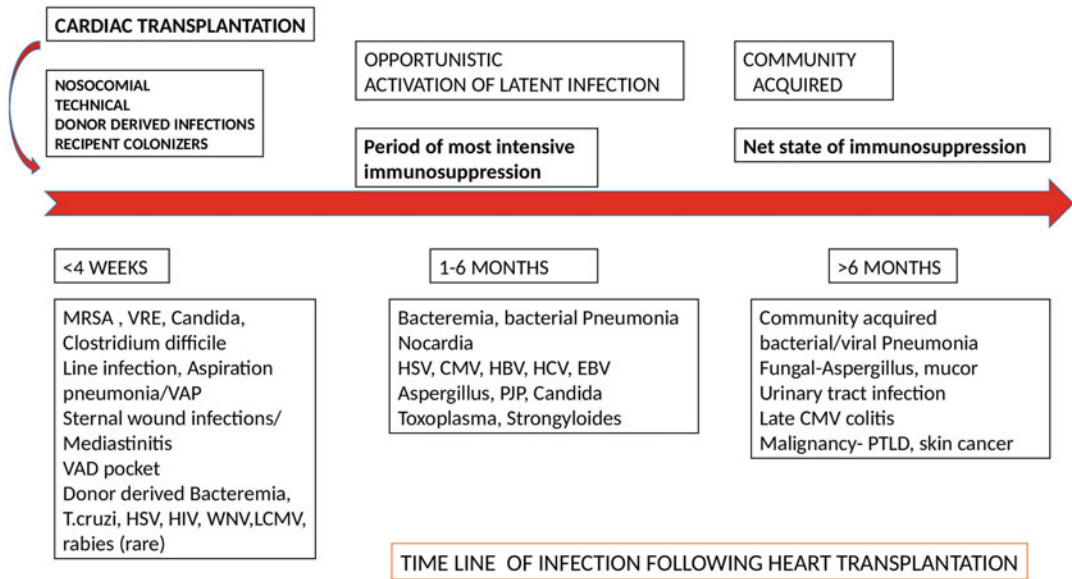 CARDIAC TRANSPLANTATION
NOSOCOMIAL
TECHNICAL
DONOR DERIVED INFECTIONS
RECIPENT COLONIZERS
OPPORTUNISTIC
ACTIVATION OF LATENT INFECTION
COMMUNITY
ACQUIRED
Period of most intensive
immunosuppression
Net state of immunosuppression
<4 WEEKS
MRSA , VRE, Candida,
Clostridium difficile
Line infection, Aspiration
pneumonia/VAP
Sternal wound infections/
Mediastinitis
VAD pocket
Donor derived Bacteremia,
T.cruzi, HSV, HIV, WNV,LCMV,
rabies (rare)
1-6 MONTHS
Bacteremia, bacterial Pneumonia
Nocardia
HSV, CMV, HBV, HCV, EBV
Aspergillus, PJP, Candida
Toxoplasma, Strongyloides
>6 MONTHS
Community acquired
bacterial/viral Pneumonia
Fungal-Aspergillus, mucor
Urinary tract infection
Late CMV colitis
Malignancy- PTLD, skin cancer
TIME LINE OF INFECTION FOLLOWING HEART TRANSPLANTATION